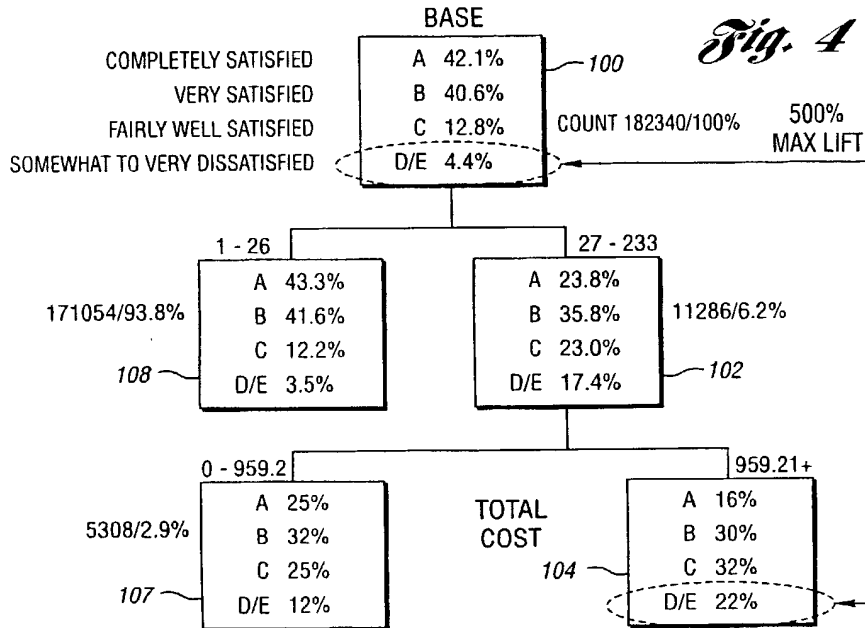 BASE
Fig. 4
COMPLETELY SATISFIED
A 42.1%
100
VERY SATISFIED
B 40.6%
FAIRLY WELL SATISFIED
C 12.8%
COUNT 182340/100%
500%
MAX LIFT
SOMEWHAT TO VERY DISSATISFIED
D/E 4.4%
1 - 26
27 - 233
A 43.3%
B 41.6%
C 12.2%
D/E 3.5%
171054/93.8%
108
A 23.8%
B 35.8%
C 23.0%
D/E 17.4%
11286/6.2%
102
0 - 959.2
959.21+
A 25%
B 32%
C 25%
D/E 12%
5308/2.9%
107
TOTAL
COST
A 16%
B 30%
C 32%
D/E 22%
104